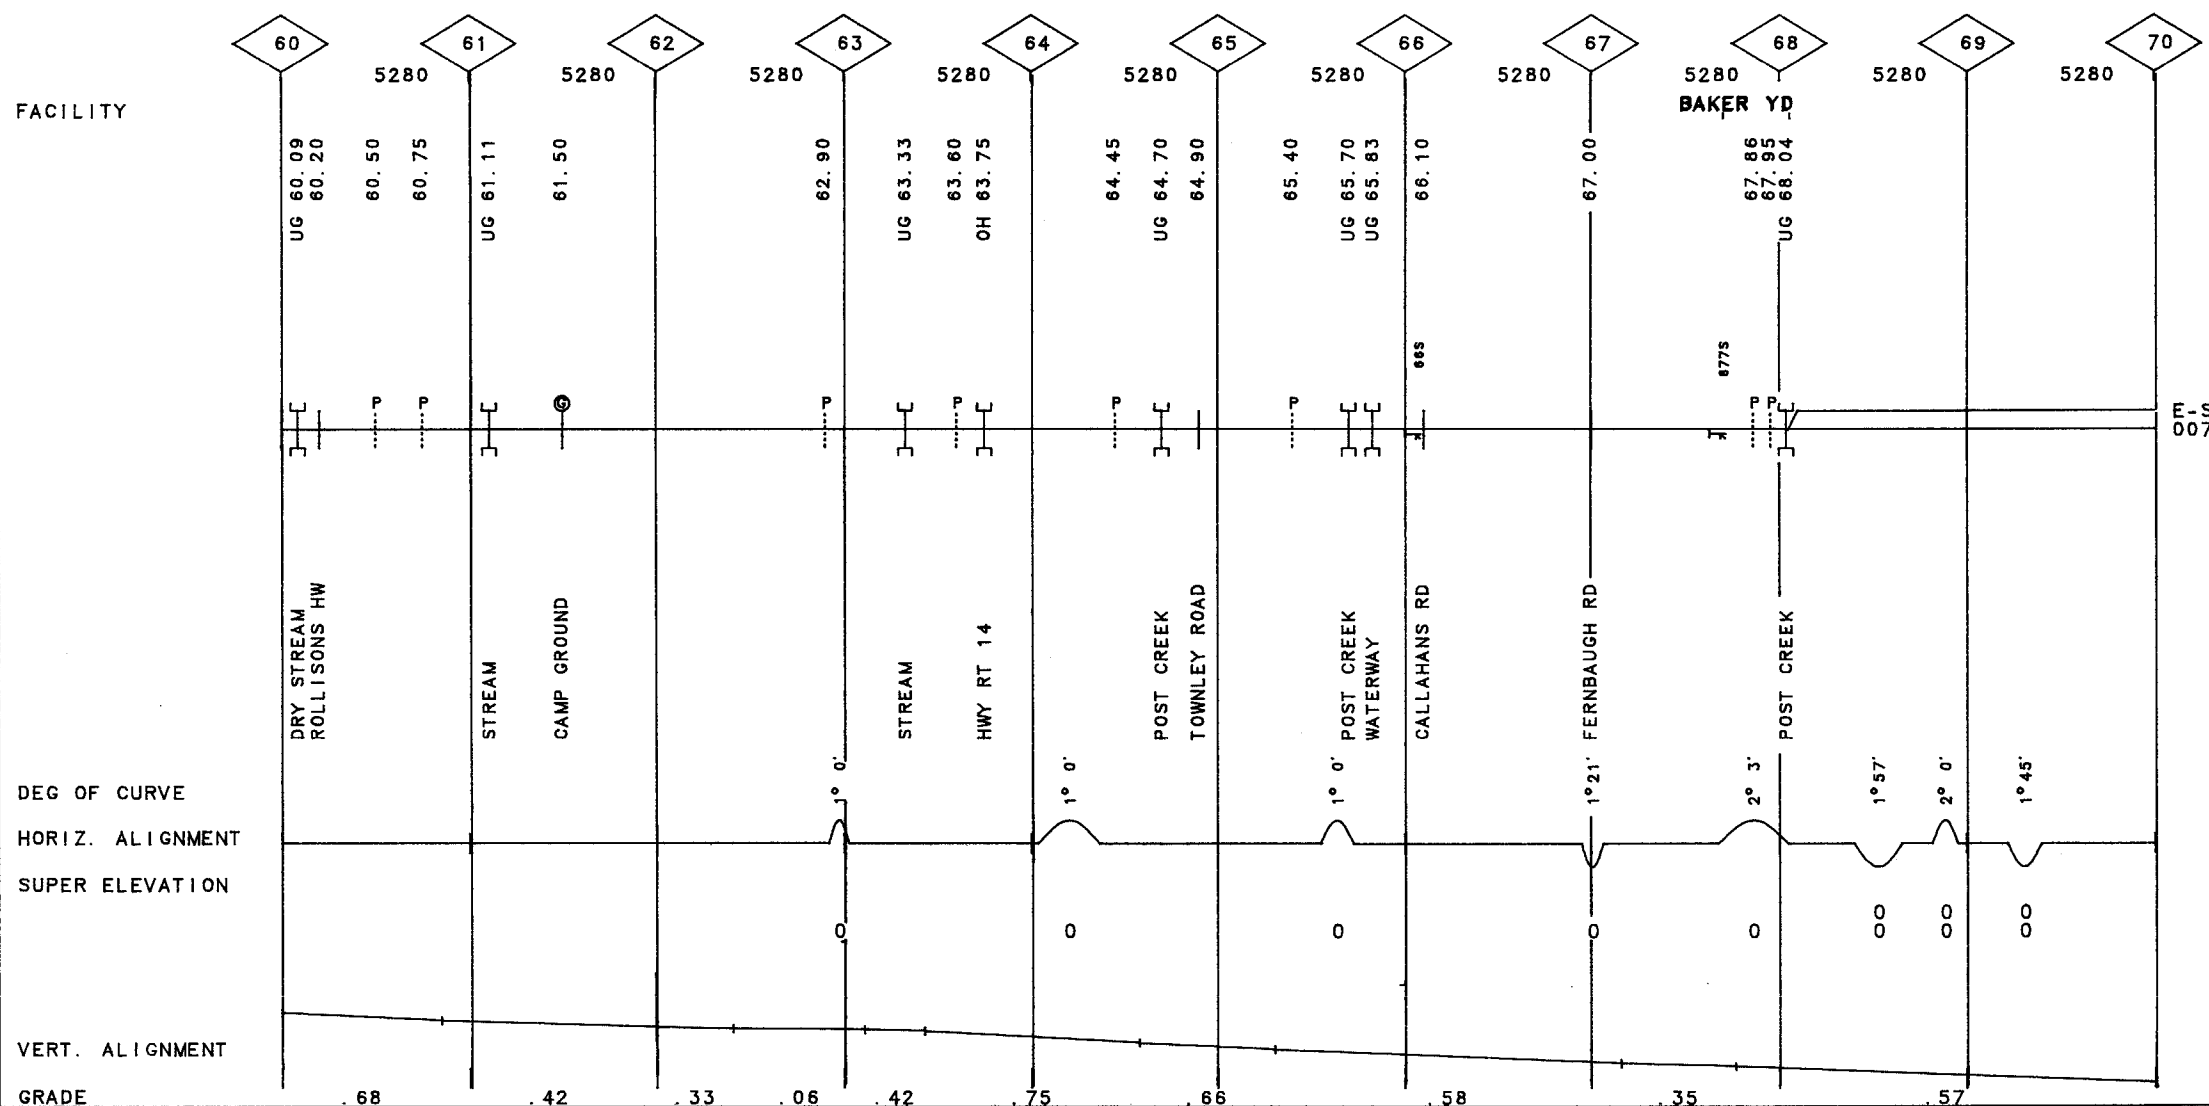 60 61 62 63 64 65 66 67 68 69 70
5280 5280 5280 5280 5280 5280 5280 5280 5280 5280
BAKER YD
FACILITY
UG 60.09
60.20
60.50
60.75
UG 61.11
61.50
62.90
UG 63.33
63.60
OH 63.75
64.45
UG 64.70
64.90
65.40
UG 65.70
UG 65.83
66.10
67.00
67.86
67.95
UG 68.04
66S
677S
P P G P P P P P P
007
DRY STREAM
ROLLISONS HW
STREAM
CAMP GROUND
STREAM
HWY RT 14
POST CREEK
TOWNLEY ROAD
POST CREEK
WATERWAY
CALLAHANS RD
FERNBAUGH RD
POST CREEK
DEG OF CURVE
1° 0' 1° 0' 1° 0' 1°21' 2° 3' 1°57' 2° 0' 1°45'
HORIZ. ALIGNMENT
SUPER ELEVATION
0 0 0
0 0 0 0 0 0 0 0
VERT. ALIGNMENT
GRADE .68 .42 .33 .06 .42 .75 .66 .58 .35 .57